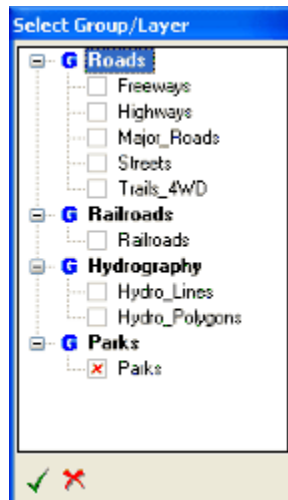 Select Group/Layer
G Roads
Freeways
Highways
Major_Roads
Streets
Trails_4WD
G Railroads
Railroads
G Hydrography
Hydro_Lines
Hydro_Polygons
G Parks
Parks